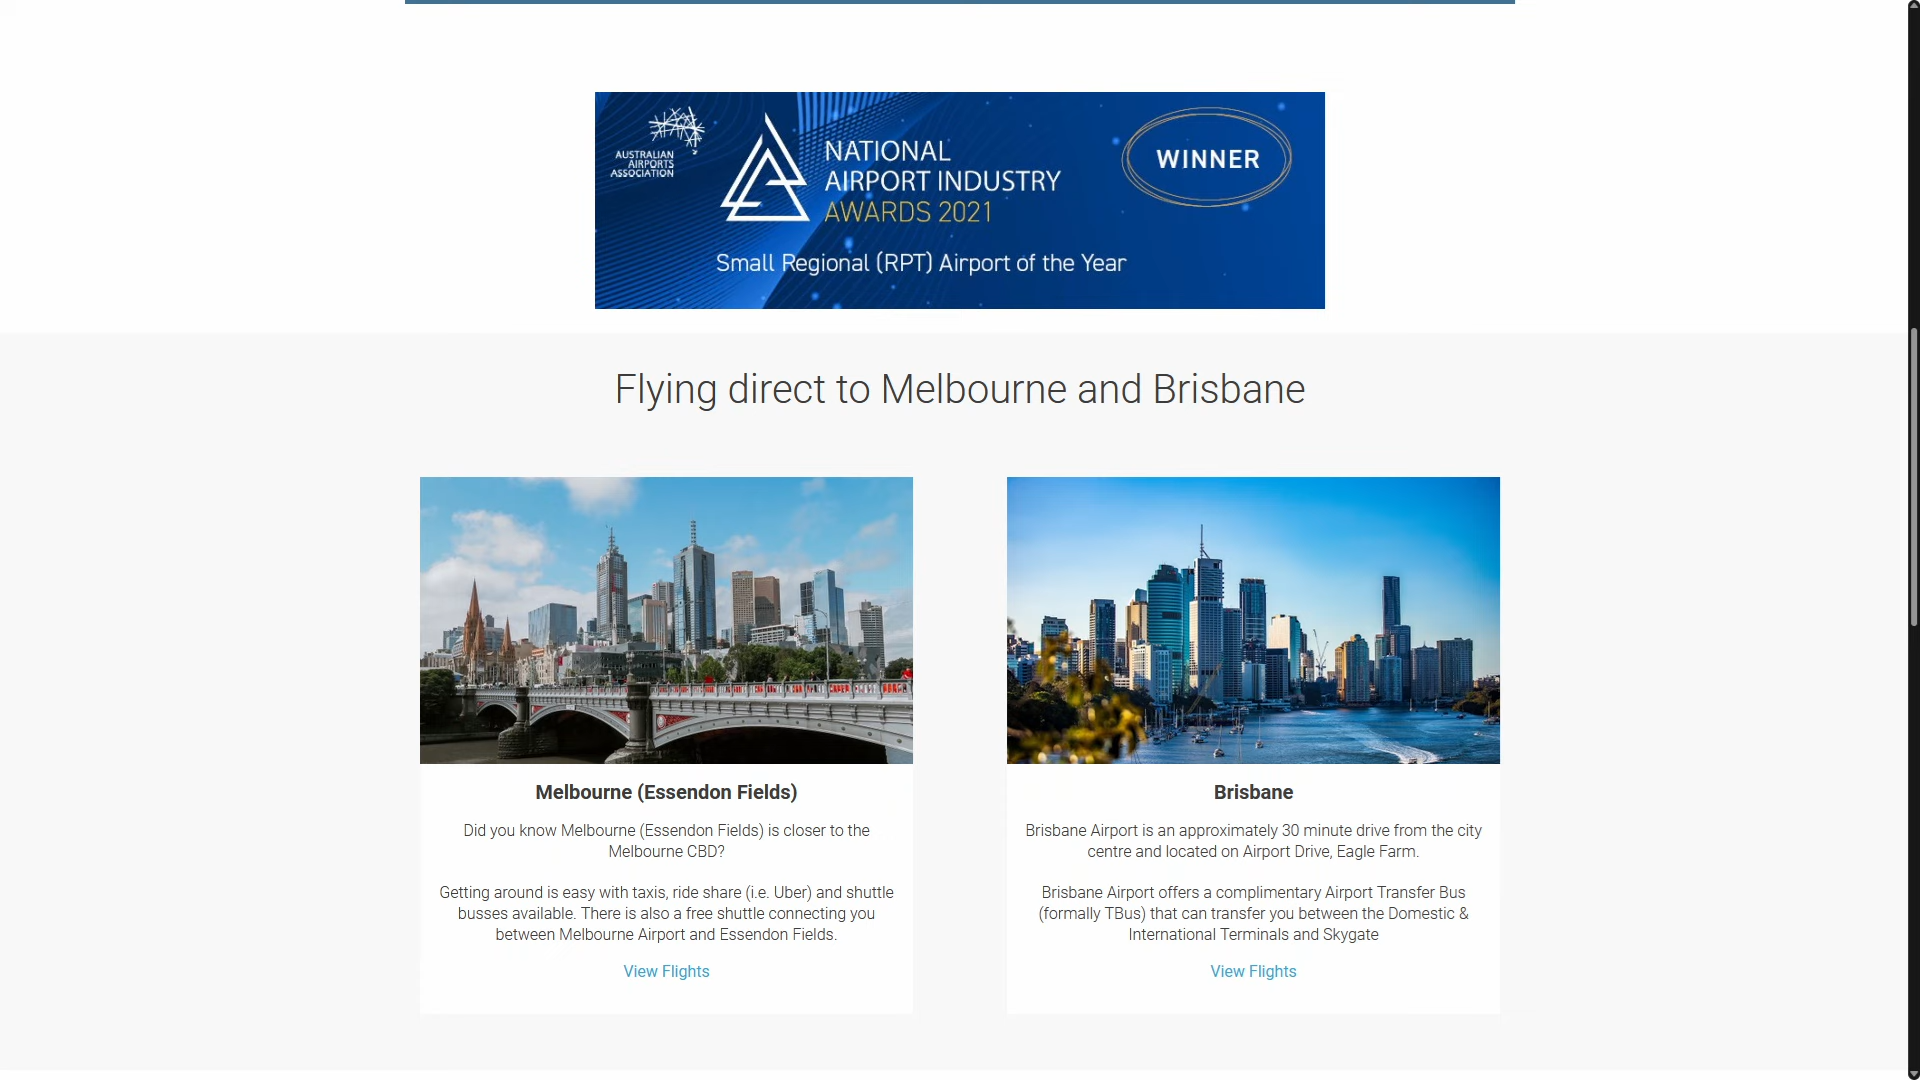 AUSTRALIAN
AIRPORTS
ASSOCIATION
NATIONAL
AIRPORT INDUSTRY
AWARDS 2021
WINNER
Small Regional (RPT) Airport of the Year
Flying direct to Melbourne and Brisbane
Melbourne (Essendon Fields)
Did you know Melbourne (Essendon Fields) is closer to the
Melbourne CBD?
Getting around is easy with taxis, ride share (i.e. Uber) and shuttle
busses available. There is also a free shuttle connecting you
between Melbourne Airport and Essendon Fields.
View Flights
Brisbane
Brisbane Airport is an approximately 30 minute drive from the city
centre and located on Airport Drive, Eagle Farm.
Brisbane Airport offers a complimentary Airport Transfer Bus
(formally TBus) that can transfer you between the Domestic &
International Terminals and Skygate
View Flights